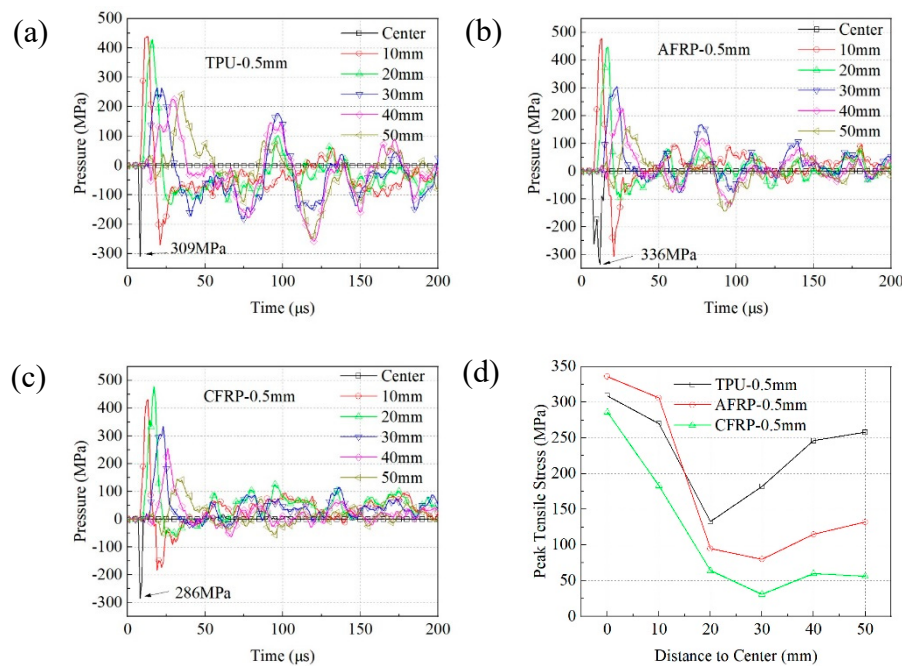 (a)
500
400
300
200
100
0
-100
-200
-300
Pressure (MPa)
TPU-0.5mm
Center
10mm
20mm
30mm
40mm
50mm
309MPa
0 50 100 150 200
Time (μs)
(b)
500
400
300
200
100
0
-100
-200
-300
Pressure (MPa)
AFRP-0.5mm
Center
10mm
20mm
30mm
40mm
50mm
336MPa
0 50 100 150 200
Time (μs)
(c)
500
400
300
200
100
0
-100
-200
-300
Pressure (MPa)
CFRP-0.5mm
Center
10mm
20mm
30mm
40mm
50mm
286MPa
0 50 100 150 200
Time (μs)
(d)
350
300
250
200
150
100
50
0
Peak Tensile Stress (MPa)
TPU-0.5mm
AFRP-0.5mm
CFRP-0.5mm
0 10 20 30 40 50
Distance to Center (mm)